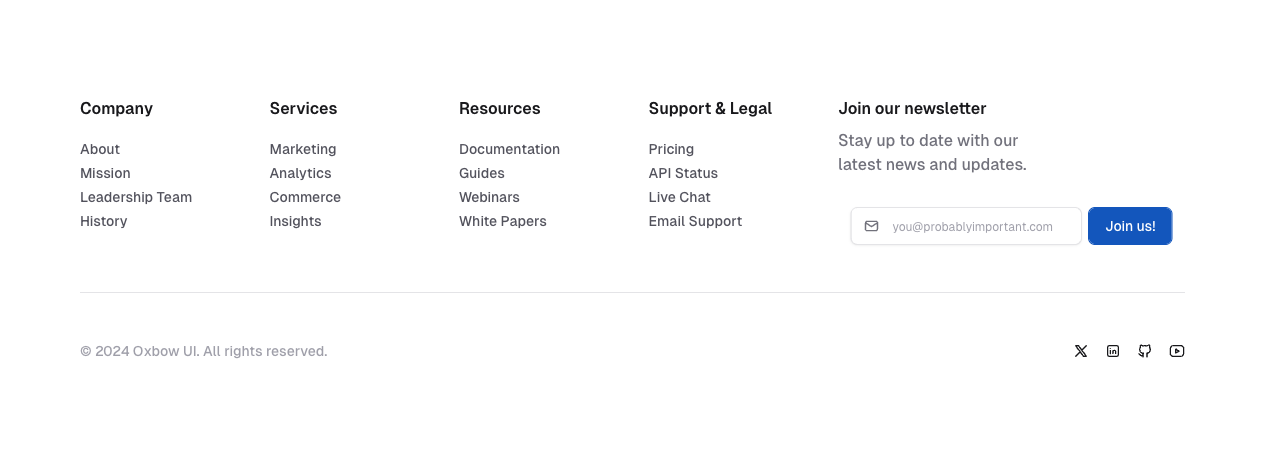 Company
About
Mission
Leadership Team
History
Services
Marketing
Analytics
Commerce
Insights
Resources
Documentation
Guides
Webinars
White Papers
Support & Legal
Pricing
API Status
Live Chat
Email Support
Join our newsletter
Stay up to date with our
latest news and updates.
you@probablyimportant.com
Join us!
© 2024 Oxbow UI. All rights reserved.